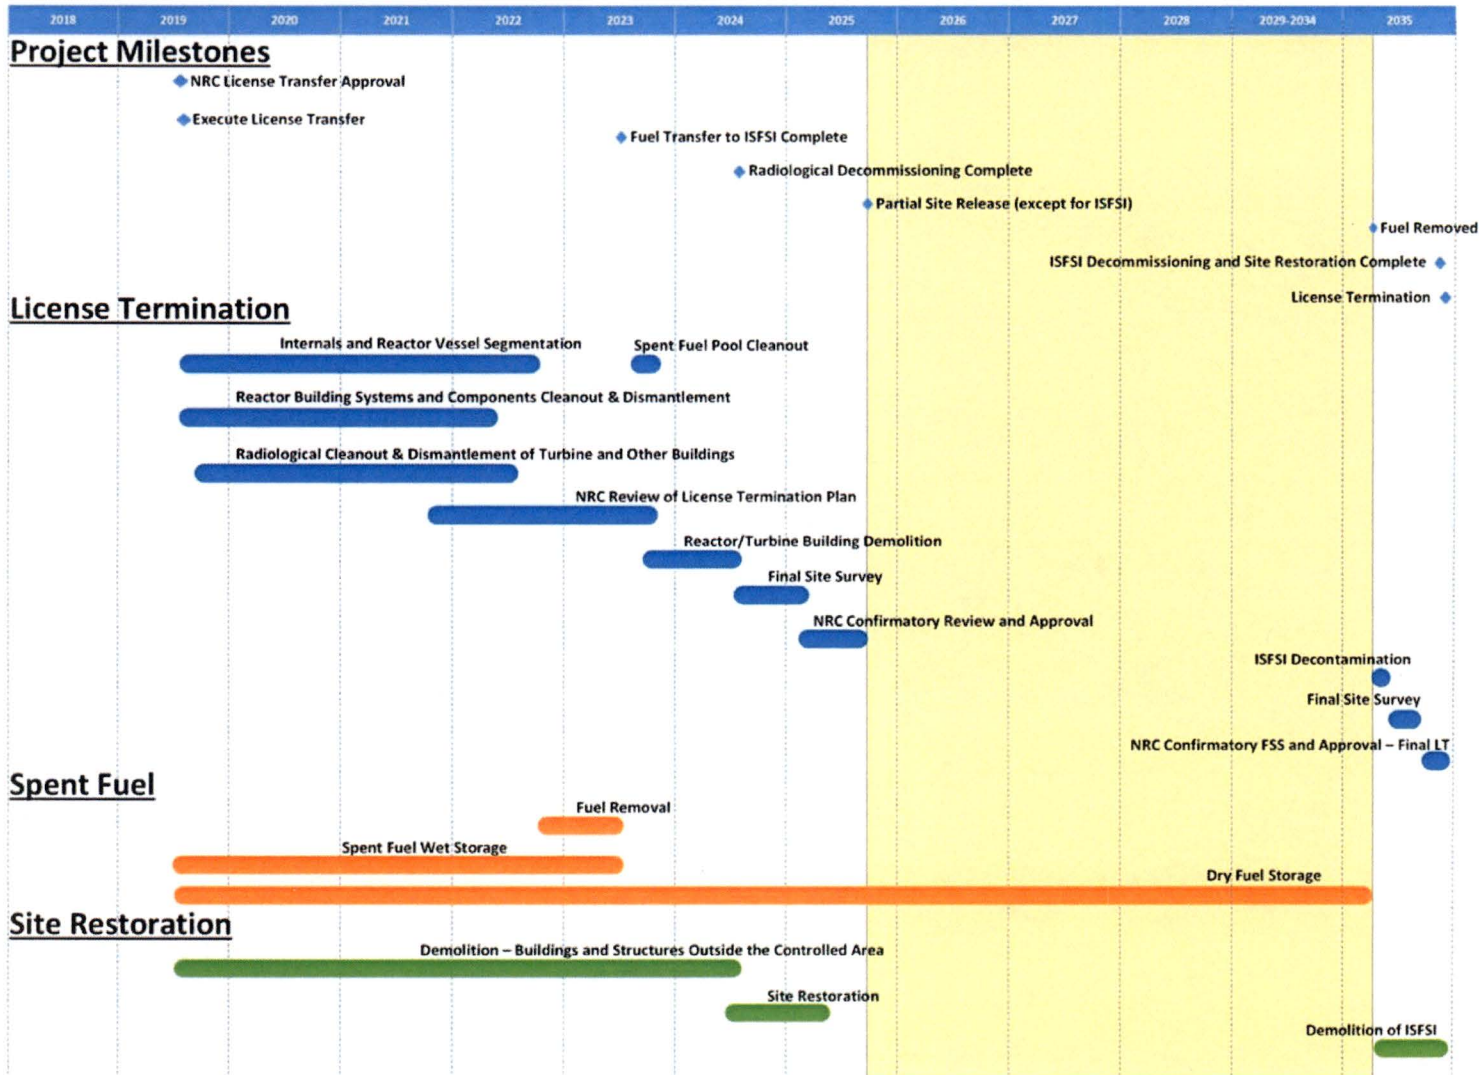 2018 2019 2020 2021 2022 2023 2024 2025 2026 2027 2028 2029-2034 2035
Project Milestones
NRC License Transfer Approval
Execute License Transfer
Fuel Transfer to ISFSI Complete
Radiological Decommissioning Complete
Partial Site Release (except for ISFSI)
Fuel Removed
ISFSI Decommissioning and Site Restoration Complete
License Termination
License Termination
Internals and Reactor Vessel Segmentation
Spent Fuel Pool Cleanout
Reactor Building Systems and Components Cleanout & Dismantlement
Radiological Cleanout & Dismantlement of Turbine and Other Buildings
NRC Review of License Termination Plan
Reactor/Turbine Building Demolition
Final Site Survey
NRC Confirmatory Review and Approval
ISFSI Decontamination
Final Site Survey
NRC Confirmatory FSS and Approval – Final LT
Spent Fuel
Fuel Removal
Spent Fuel Wet Storage
Dry Fuel Storage
Site Restoration
Demolition – Buildings and Structures Outside the Controlled Area
Site Restoration
Demolition of ISFSI